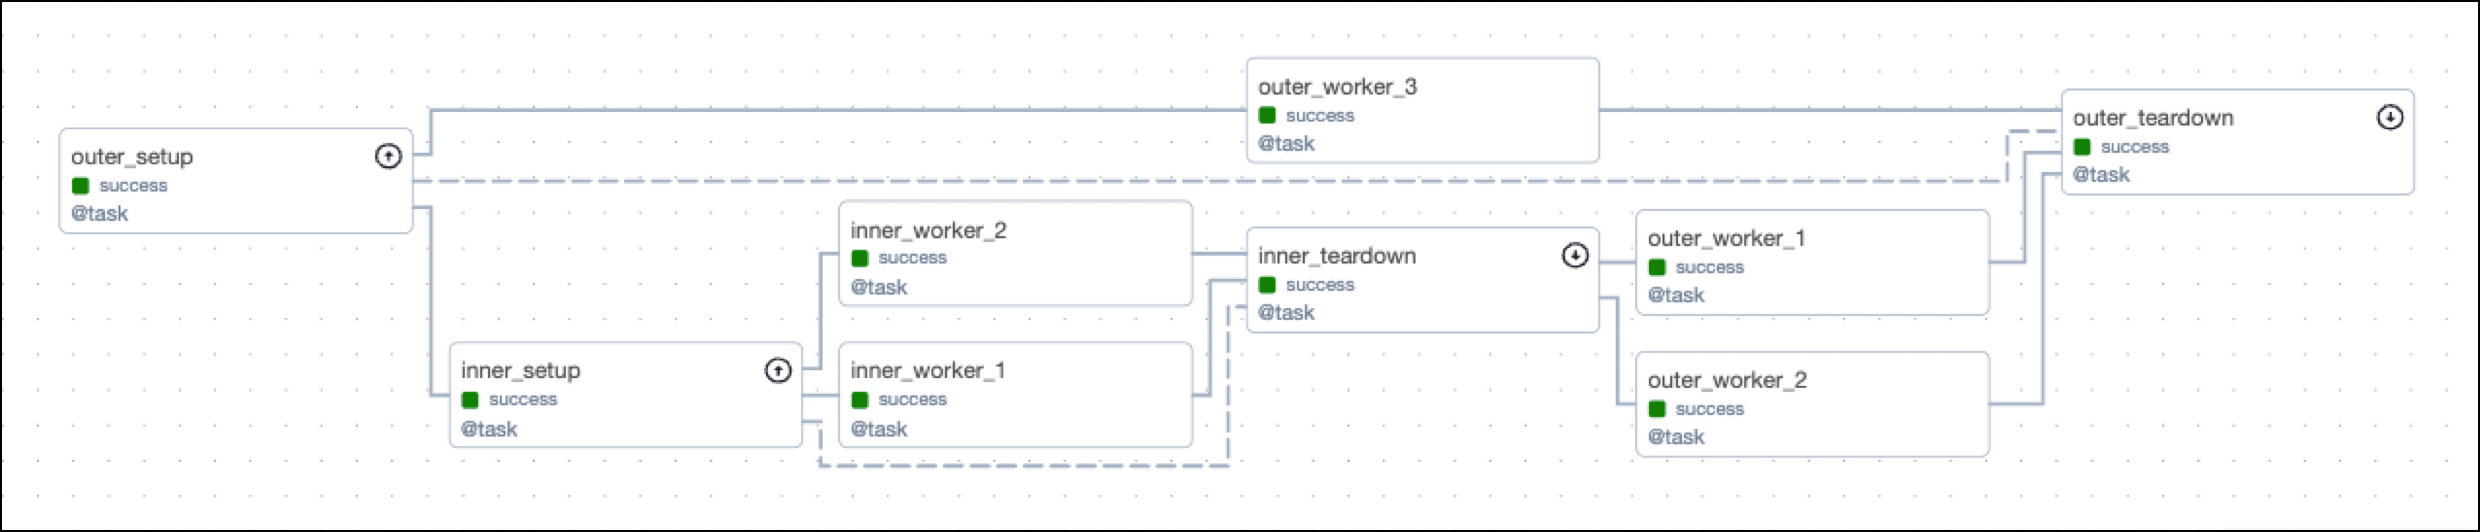 outer_setup
success
@task
inner_setup
success
@task
inner_worker_2
success
@task
inner_worker_1
success
@task
outer_worker_3
success
@task
inner_teardown
success
@task
outer_worker_1
success
@task
outer_worker_2
success
@task
outer_teardown
success
@task